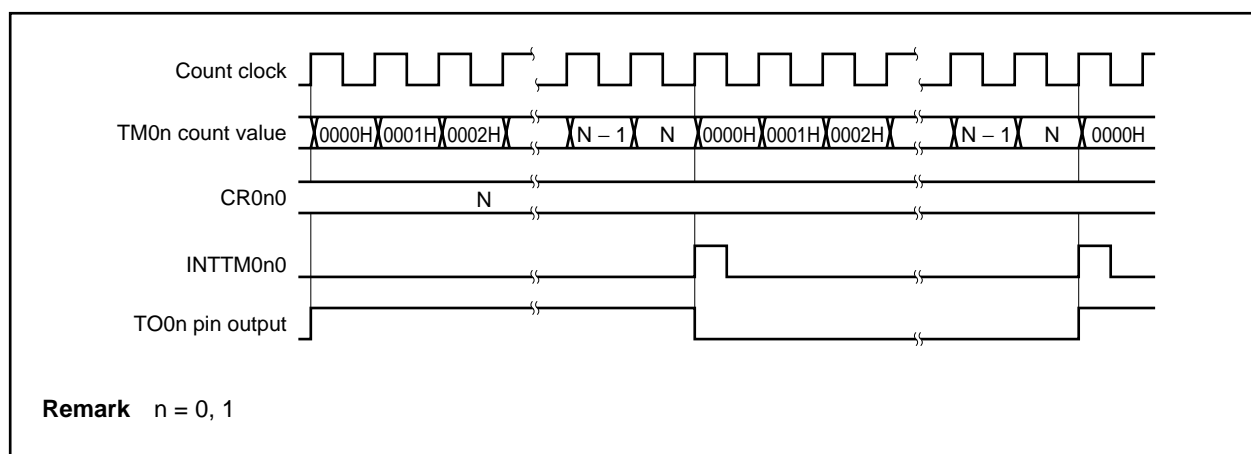 Count clock
TM0n count value
0000H 0001H 0002H N – 1 N 0000H 0001H 0002H N – 1 N 0000H
CR0n0
N
INTTM0n0
TO0n pin output
Remark n = 0, 1